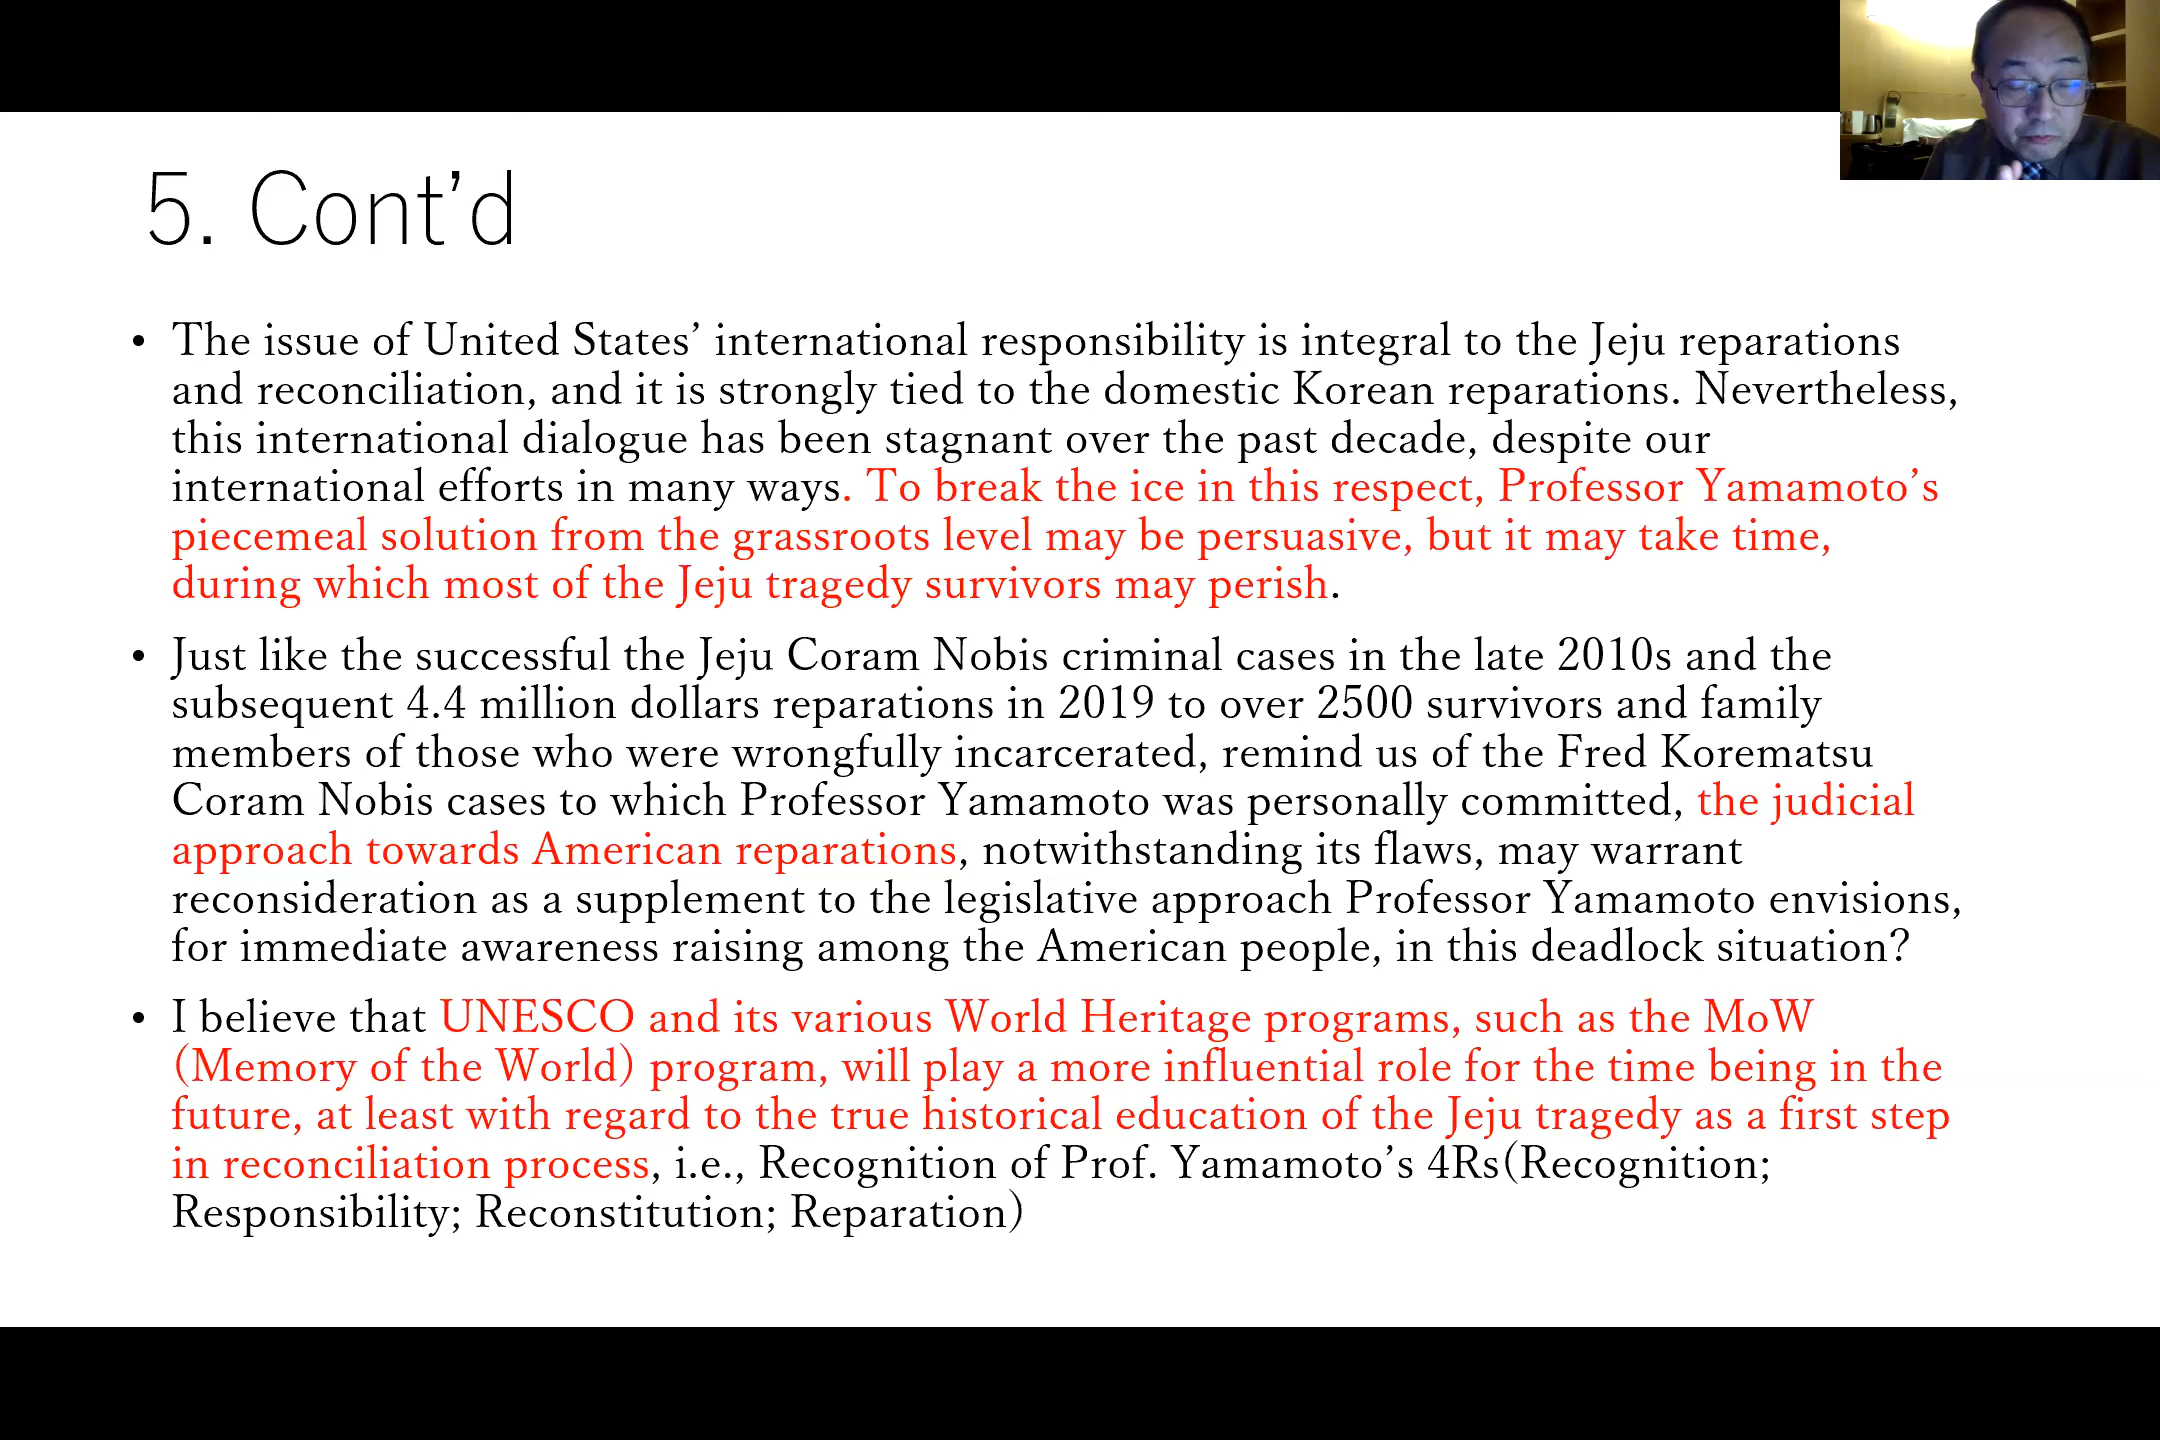 5. Cont’d
• The issue of United States’ international responsibility is integral to the Jeju reparations
and reconciliation, and it is strongly tied to the domestic Korean reparations. Nevertheless,
this international dialogue has been stagnant over the past decade, despite our
international efforts in many ways. To break the ice in this respect, Professor Yamamoto’s
piecemeal solution from the grassroots level may be persuasive, but it may take time,
during which most of the Jeju tragedy survivors may perish.
• Just like the successful the Jeju Coram Nobis criminal cases in the late 2010s and the
subsequent 4.4 million dollars reparations in 2019 to over 2500 survivors and family
members of those who were wrongfully incarcerated, remind us of the Fred Korematsu
Coram Nobis cases to which Professor Yamamoto was personally committed, the judicial
approach towards American reparations, notwithstanding its flaws, may warrant
reconsideration as a supplement to the legislative approach Professor Yamamoto envisions,
for immediate awareness raising among the American people, in this deadlock situation?
• I believe that UNESCO and its various World Heritage programs, such as the MoW
(Memory of the World) program, will play a more influential role for the time being in the
future, at least with regard to the true historical education of the Jeju tragedy as a first step
in reconciliation process, i.e., Recognition of Prof. Yamamoto’s 4Rs(Recognition;
Responsibility; Reconstitution; Reparation)